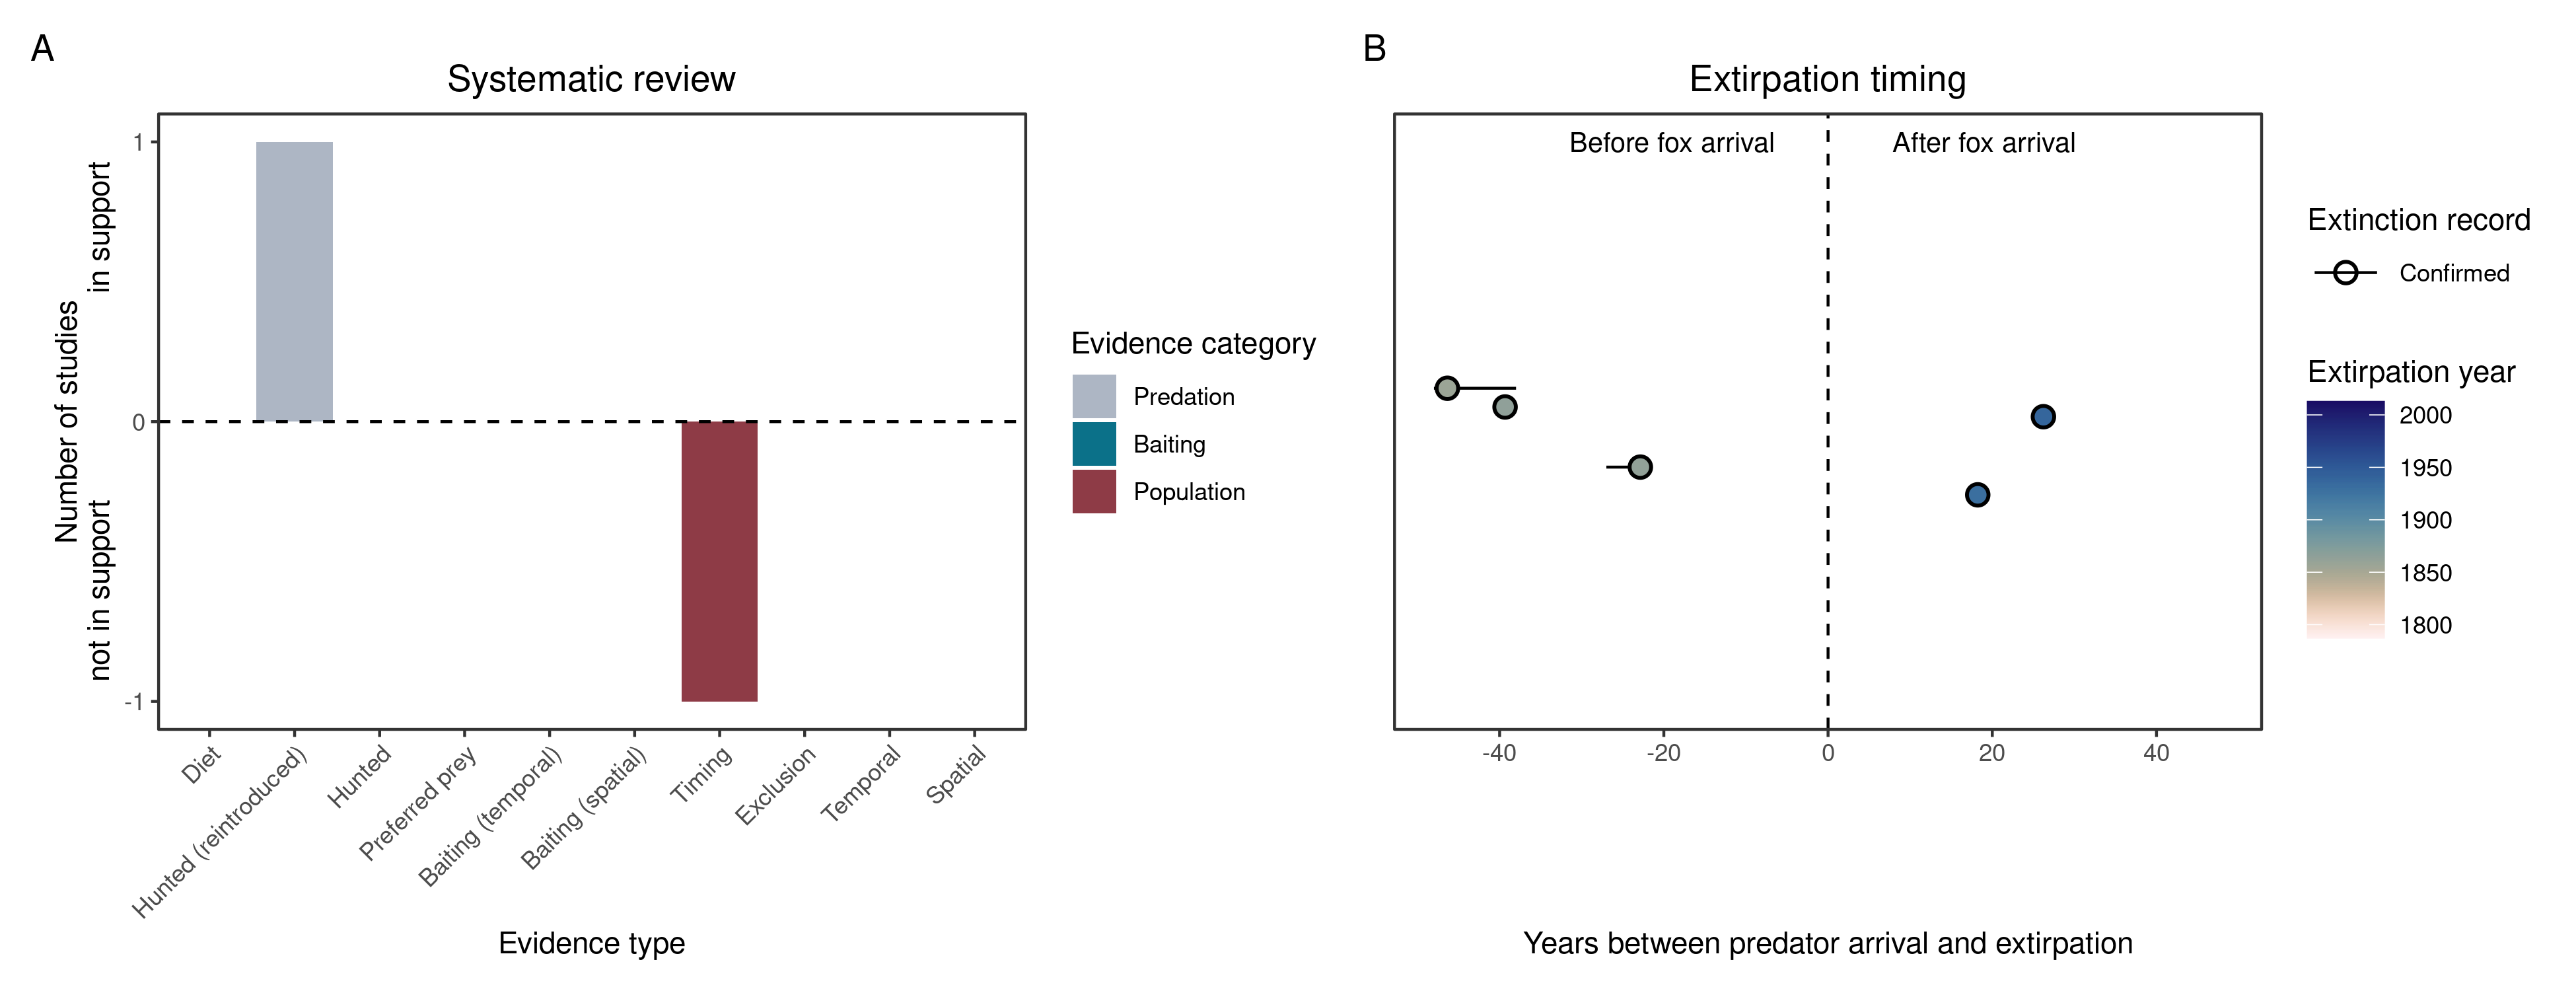 A
Systematic review
Number of studies
not in support
in support
1
0
-1
Diet
Hunted (reintroduced)
Hunted
Preferred prey
Baiting (temporal)
Baiting (spatial)
Timing
Exclusion
Temporal
Spatial
Evidence type
Evidence category
Predation
Baiting
Population
B
Extirpation timing
Before fox arrival
After fox arrival
-40
-20
0
20
40
Years between predator arrival and extirpation
Extinction record
Confirmed
Extirpation year
2000
1950
1900
1850
1800